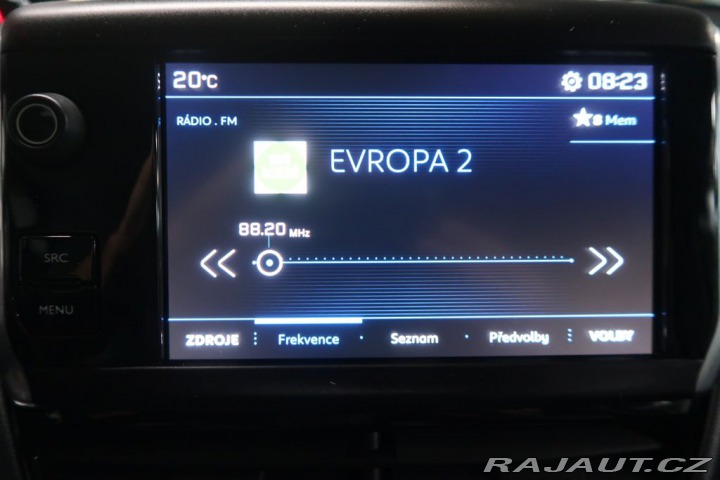 20°C 08:23
RÁDIO . FM 8 Mem
EVROPA 2
88.20 MHz
SRC
MENU
ZDROJE Frekvence Seznam Předvolby VOLBY
RAJAUT.CZ